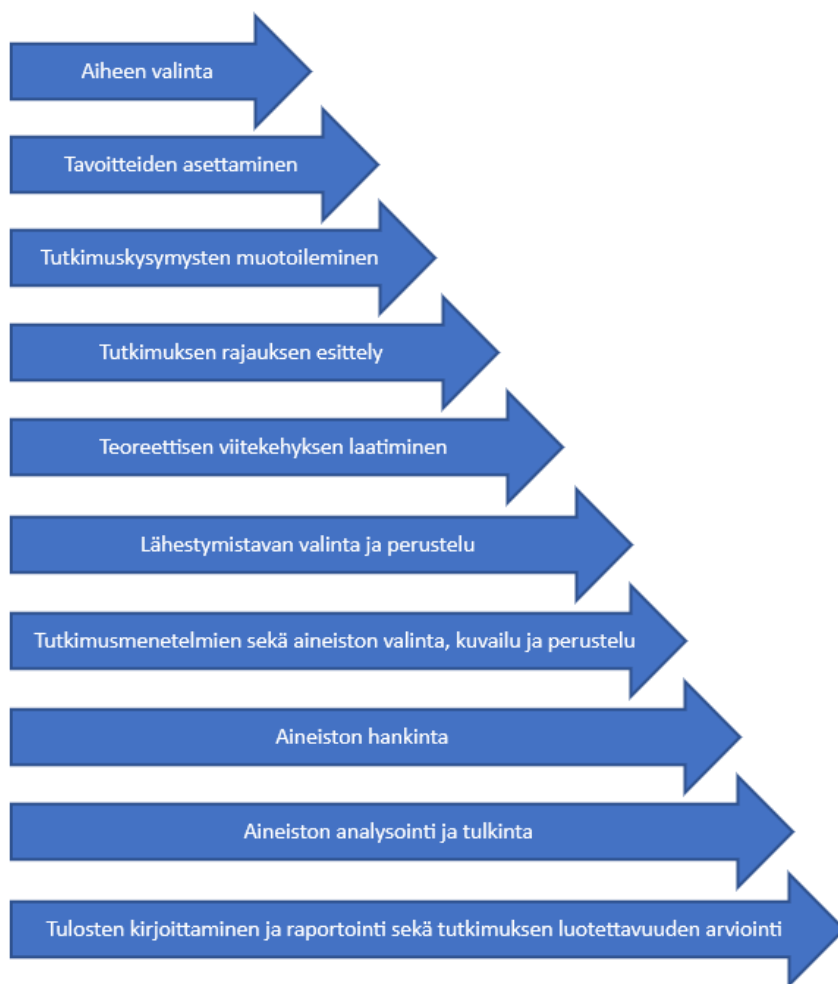 Aiheen valinta
Tavoitteiden asettaminen
Tutkimuskysymysten muotoileminen
Tutkimuksen rajauksen esittely
Teoreettisen viitekehyksen laatiminen
Lähestymistavan valinta ja perustelu
Tutkimusmenetelmien sekä aineiston valinta, kuvailu ja perustelu
Aineiston hankinta
Aineiston analysointi ja tulkinta
Tulosten kirjoittaminen ja raportointi sekä tutkimuksen luotettavuuden arviointi